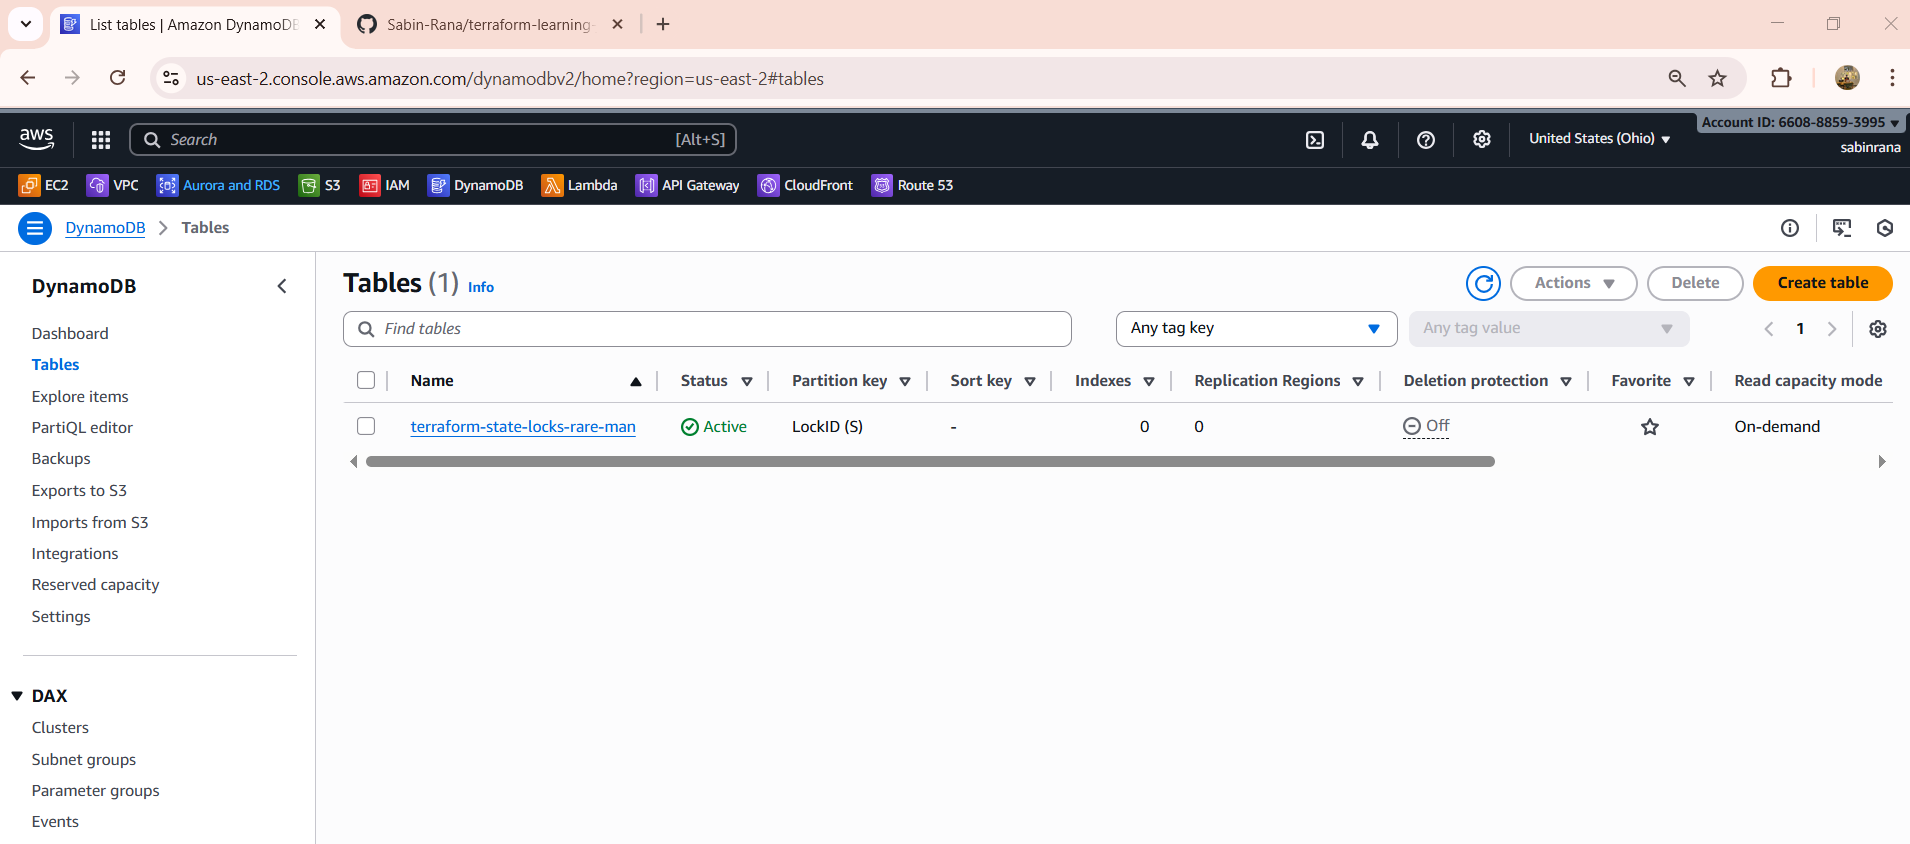 List tables | Amazon DynamoDB
Sabin-Rana/terraform-learning-
us-east-2.console.aws.amazon.com/dynamodbv2/home?region=us-east-2#tables
aws
Search
[Alt+S]
United States (Ohio)
Account ID: 6608-8859-3995
sabinrana
EC2 VPC Aurora and RDS S3 IAM DynamoDB Lambda API Gateway CloudFront Route 53
DynamoDB Tables
DynamoDB
Dashboard
Tables
Explore items
PartiQL editor
Backups
Exports to S3
Imports from S3
Integrations
Reserved capacity
Settings
DAX
Clusters
Subnet groups
Parameter groups
Events
Tables (1) Info
Actions
Delete
Create table
Find tables
Any tag key
Any tag value
1
Name Status Partition key Sort key Indexes Replication Regions Deletion protection Favorite Read capacity mode
terraform-state-locks-rare-man Active LockID (S) - 0 0 Off On-demand